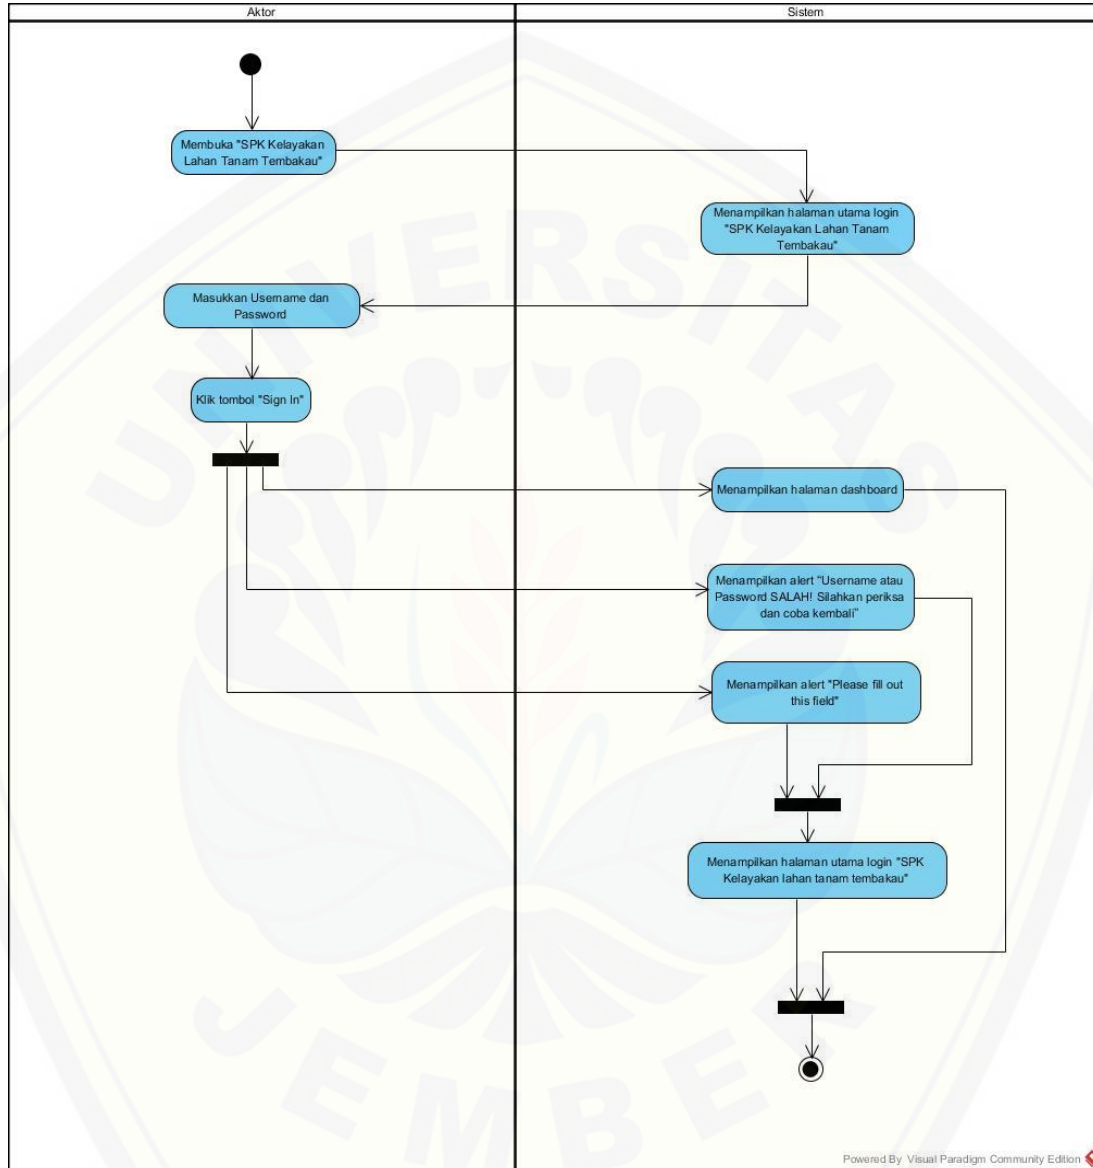 Aktor
Sistem
Membuka "SPK Kelayakan
Lahan Tanam Tembakau"
Menampilkan halaman utama login
"SPK Kelayakan Lahan Tanam
Tembakau"
Masukkan Username dan
Password
Klik tombol "Sign In"
Menampilkan halaman dashboard
Menampilkan alert "Username atau
Password SALAH! Silahkan periksa
dan coba kembali"
Menampilkan alert "Please fill out
this field"
Menampilkan halaman utama login "SPK
Kelayakan lahan tanam tembakau"
UNIVERSITAS
JEMBER
Powered By Visual Paradigm Community Edition